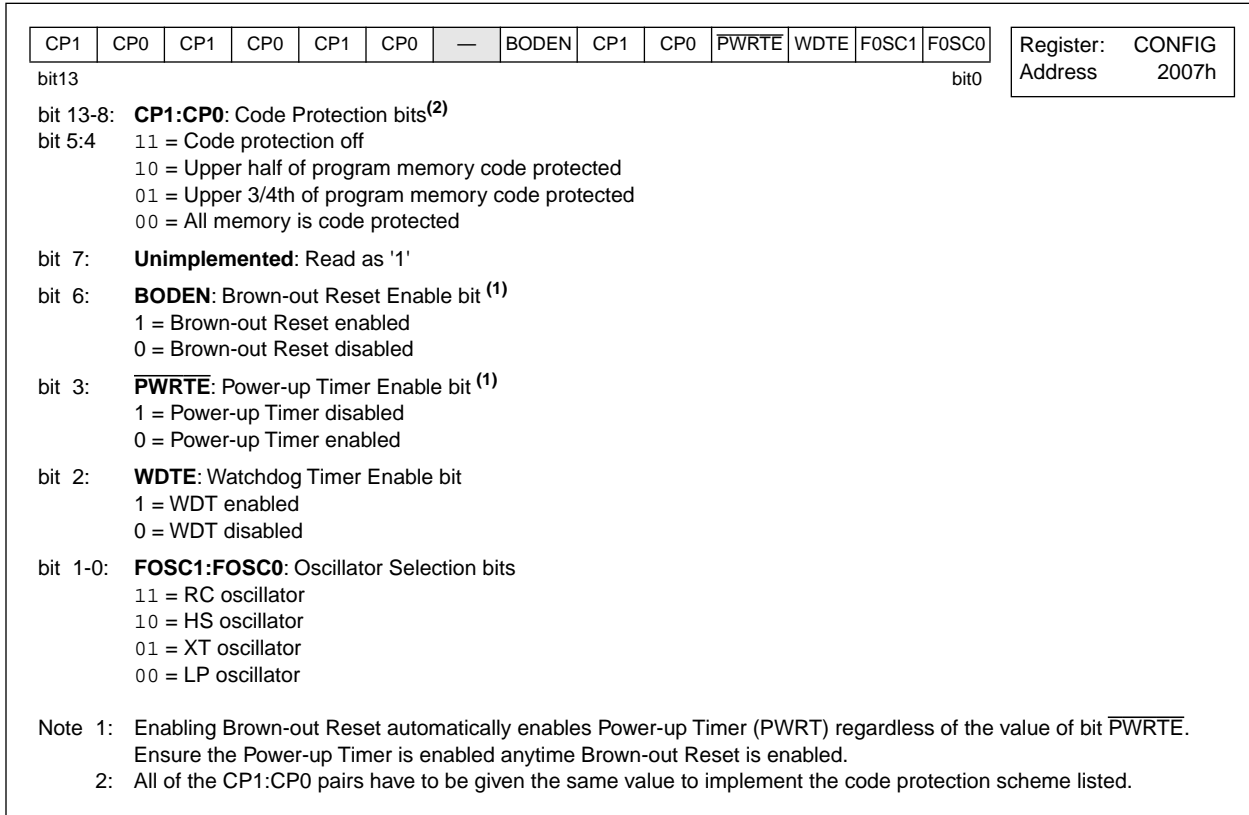 CP1 CP0 CP1 CP0 CP1 CP0 — BODEN CP1 CP0 PWRTE WDTE F0SC1 F0SC0
bit13 bit0
Register: CONFIG
Address 2007h
bit 13-8: CP1:CP0: Code Protection bits(2)
bit 5:4 11 = Code protection off
10 = Upper half of program memory code protected
01 = Upper 3/4th of program memory code protected
00 = All memory is code protected
bit 7: Unimplemented: Read as '1'
bit 6: BODEN: Brown-out Reset Enable bit (1)
1 = Brown-out Reset enabled
0 = Brown-out Reset disabled
bit 3: PWRTE: Power-up Timer Enable bit (1)
1 = Power-up Timer disabled
0 = Power-up Timer enabled
bit 2: WDTE: Watchdog Timer Enable bit
1 = WDT enabled
0 = WDT disabled
bit 1-0: FOSC1:FOSC0: Oscillator Selection bits
11 = RC oscillator
10 = HS oscillator
01 = XT oscillator
00 = LP oscillator
Note 1: Enabling Brown-out Reset automatically enables Power-up Timer (PWRT) regardless of the value of bit PWRTE.
Ensure the Power-up Timer is enabled anytime Brown-out Reset is enabled.
2: All of the CP1:CP0 pairs have to be given the same value to implement the code protection scheme listed.